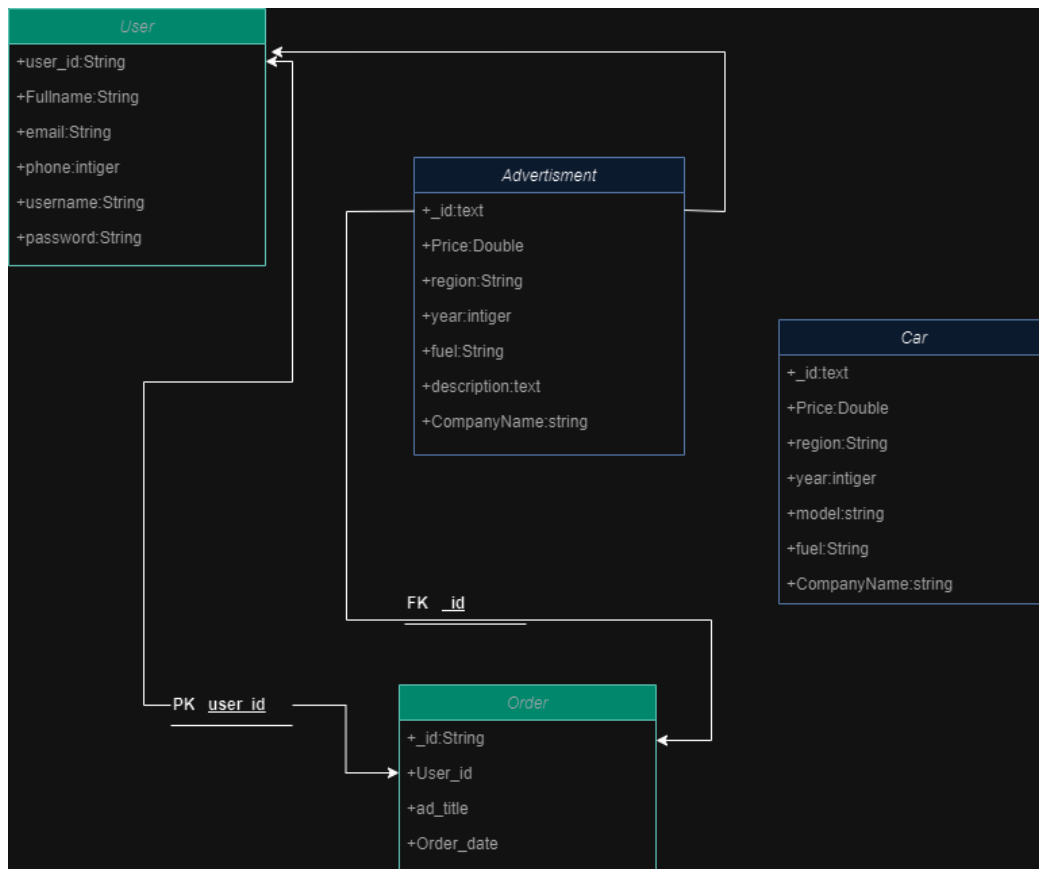 User
+user_id:String
+Fullname:String
+email:String
+phone:intiger
+username:String
+password:String
Advertisment
+_id:text
+Price:Double
+region:String
+year:intiger
+fuel:String
+description:text
+CompanyName:string
Car
+_id:text
+Price:Double
+region:String
+year:intiger
+model:string
+fuel:String
+CompanyName:string
FK _id
PK user_id
Order
+_id:String
+User_id
+ad_title
+Order_date